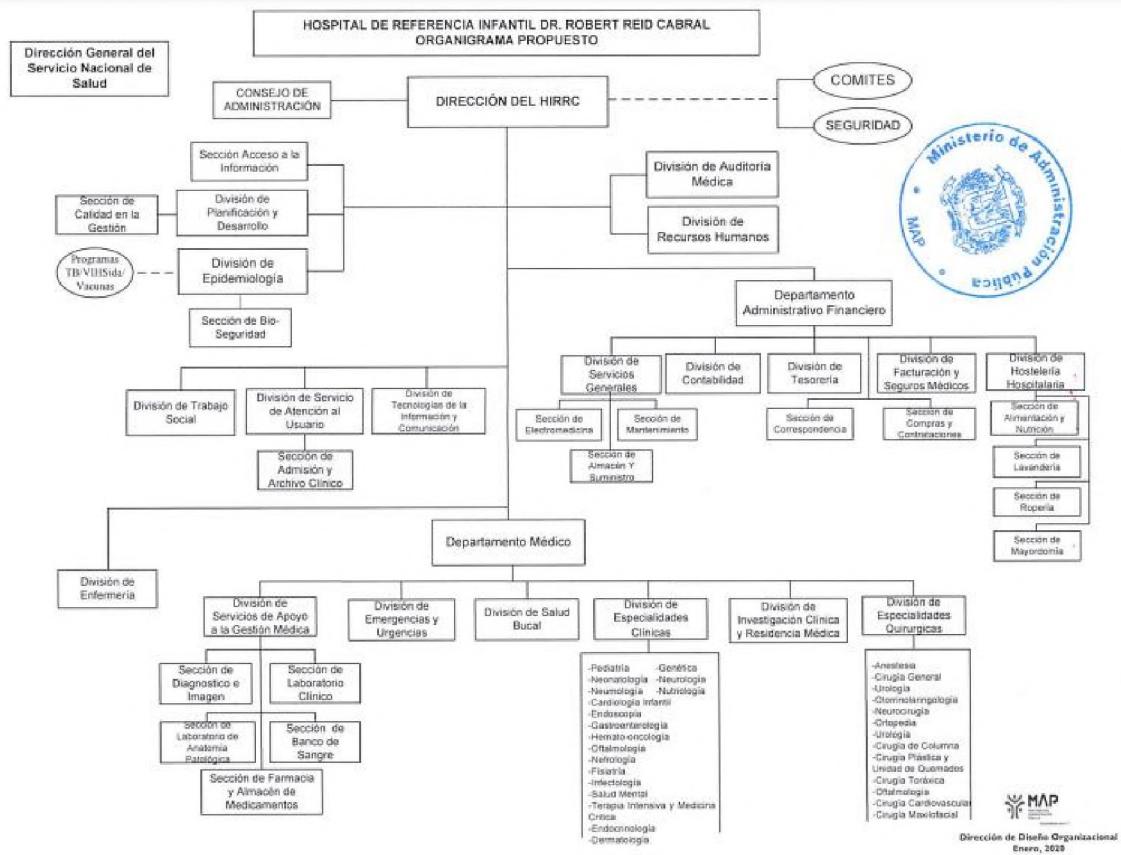 HOSPITAL DE REFERENCIA INFANTIL DR. ROBERT REID CABRAL
ORGANIGRAMA PROPUESTO
Dirección General del
Servicio Nacional de
Salud
CONSEJO DE
ADMINISTRACIÓN
DIRECCIÓN DEL HIRRC
COMITES
SEGURIDAD
Ministerio de Administración Pública
MAP
Sección Acceso a la
Información
División de Auditoría
Médica
Sección de
Calidad en la
Gestión
División de
Planificación y
Desarrollo
División de
Recursos Humanos
Programas
TB/VIHSida/
Vacunas
División de
Epidemiología
Sección de Bio-
Seguridad
Departamento
Administrativo Financiero
División de
Servicios
Generales
División de
Contabilidad
División de
Tesorería
División de
Facturación y
Seguros Médicos
División de
Hostelería
Hospitalaria
División de Trabajo
Social
División de Servicio
de Atención al
Usuario
División de
Tecnologías de la
Información y
Comunicación
Sección de
Electromedicina
Sección de
Mantenimiento
Sección de
Correspondencia
Sección de
Compras y
Contrataciones
Sección de
Alimentación y
Nutrición
Sección de
Admisión y
Archivo Clínico
Sección de
Almacén Y
Suministro
Sección de
Lavandería
Sección de
Ropería
Sección de
Mayordomía
Departamento Médico
División de
Enfermería
División de
Servicios de Apoyo
a la Gestión Médica
División de
Emergencias y
Urgencias
División de Salud
Bucal
División de
Especialidades
Clínicas
División de
Investigación Clínica
y Residencia Médica
División de
Especialidades
Quirurgicas
Sección de
Diagnostico e
Imagen
Sección de
Laboratorio
Clínico
Sección de
Laboratorio de
Anatomía
Patológica
Sección de
Banco de
Sangre
Sección de Farmacia
y Almacén de
Medicamentos
-Pediatría -Genética
-Neonatología -Neurología
-Neumología -Nutriología
-Cardiología Infantil
-Endoscopia
-Gastroenterología
-Hemato-oncología
-Oftalmología
-Nefrología
-Fisiatría
-Infectología
-Salud Mental
-Terapia Intensiva y Medicina
Critica
-Endocrinología
-Dermatología
-Anestesia
-Cirugía General
-Urología
-Otorrinolaringología
-Neurocirugía
-Ortopedia
-Urología
-Cirugía de Columna
-Cirugía Plástica y
Unidad de Quemados
-Cirugía Toráxica
-Oftalmología
-Cirugía Cardiovascular
-Cirugía Maxilofacial
MAP
Dirección de Diseño Organizacional
Enero, 2020